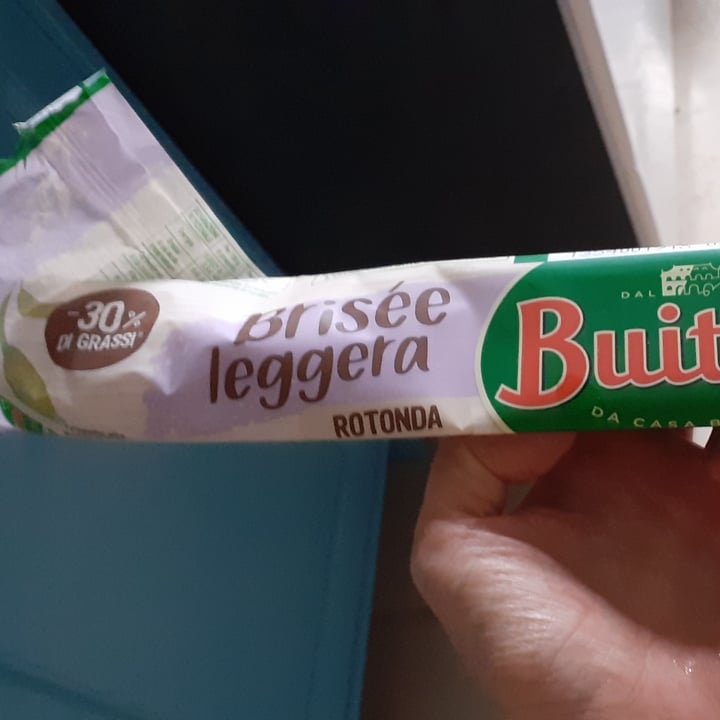 -30%
DI GRASSI*
Brisée
leggera
ROTONDA
DAL
Buit
DA CASA